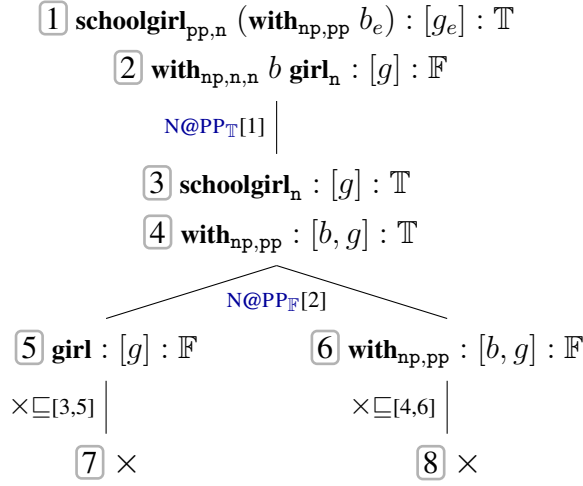 1 schoolgirl_pp,n (with_np,pp b_e) : [g_e] : 𝕋
2 with_np,n,n b girl_n : [g] : 𝔽
N@PP_𝕋[1]
3 schoolgirl_n : [g] : 𝕋
4 with_np,pp : [b, g] : 𝕋
N@PP_𝔽[2]
5 girl : [g] : 𝔽
6 with_np,pp : [b, g] : 𝔽
×⊑[3,5]
×⊑[4,6]
7 ×
8 ×